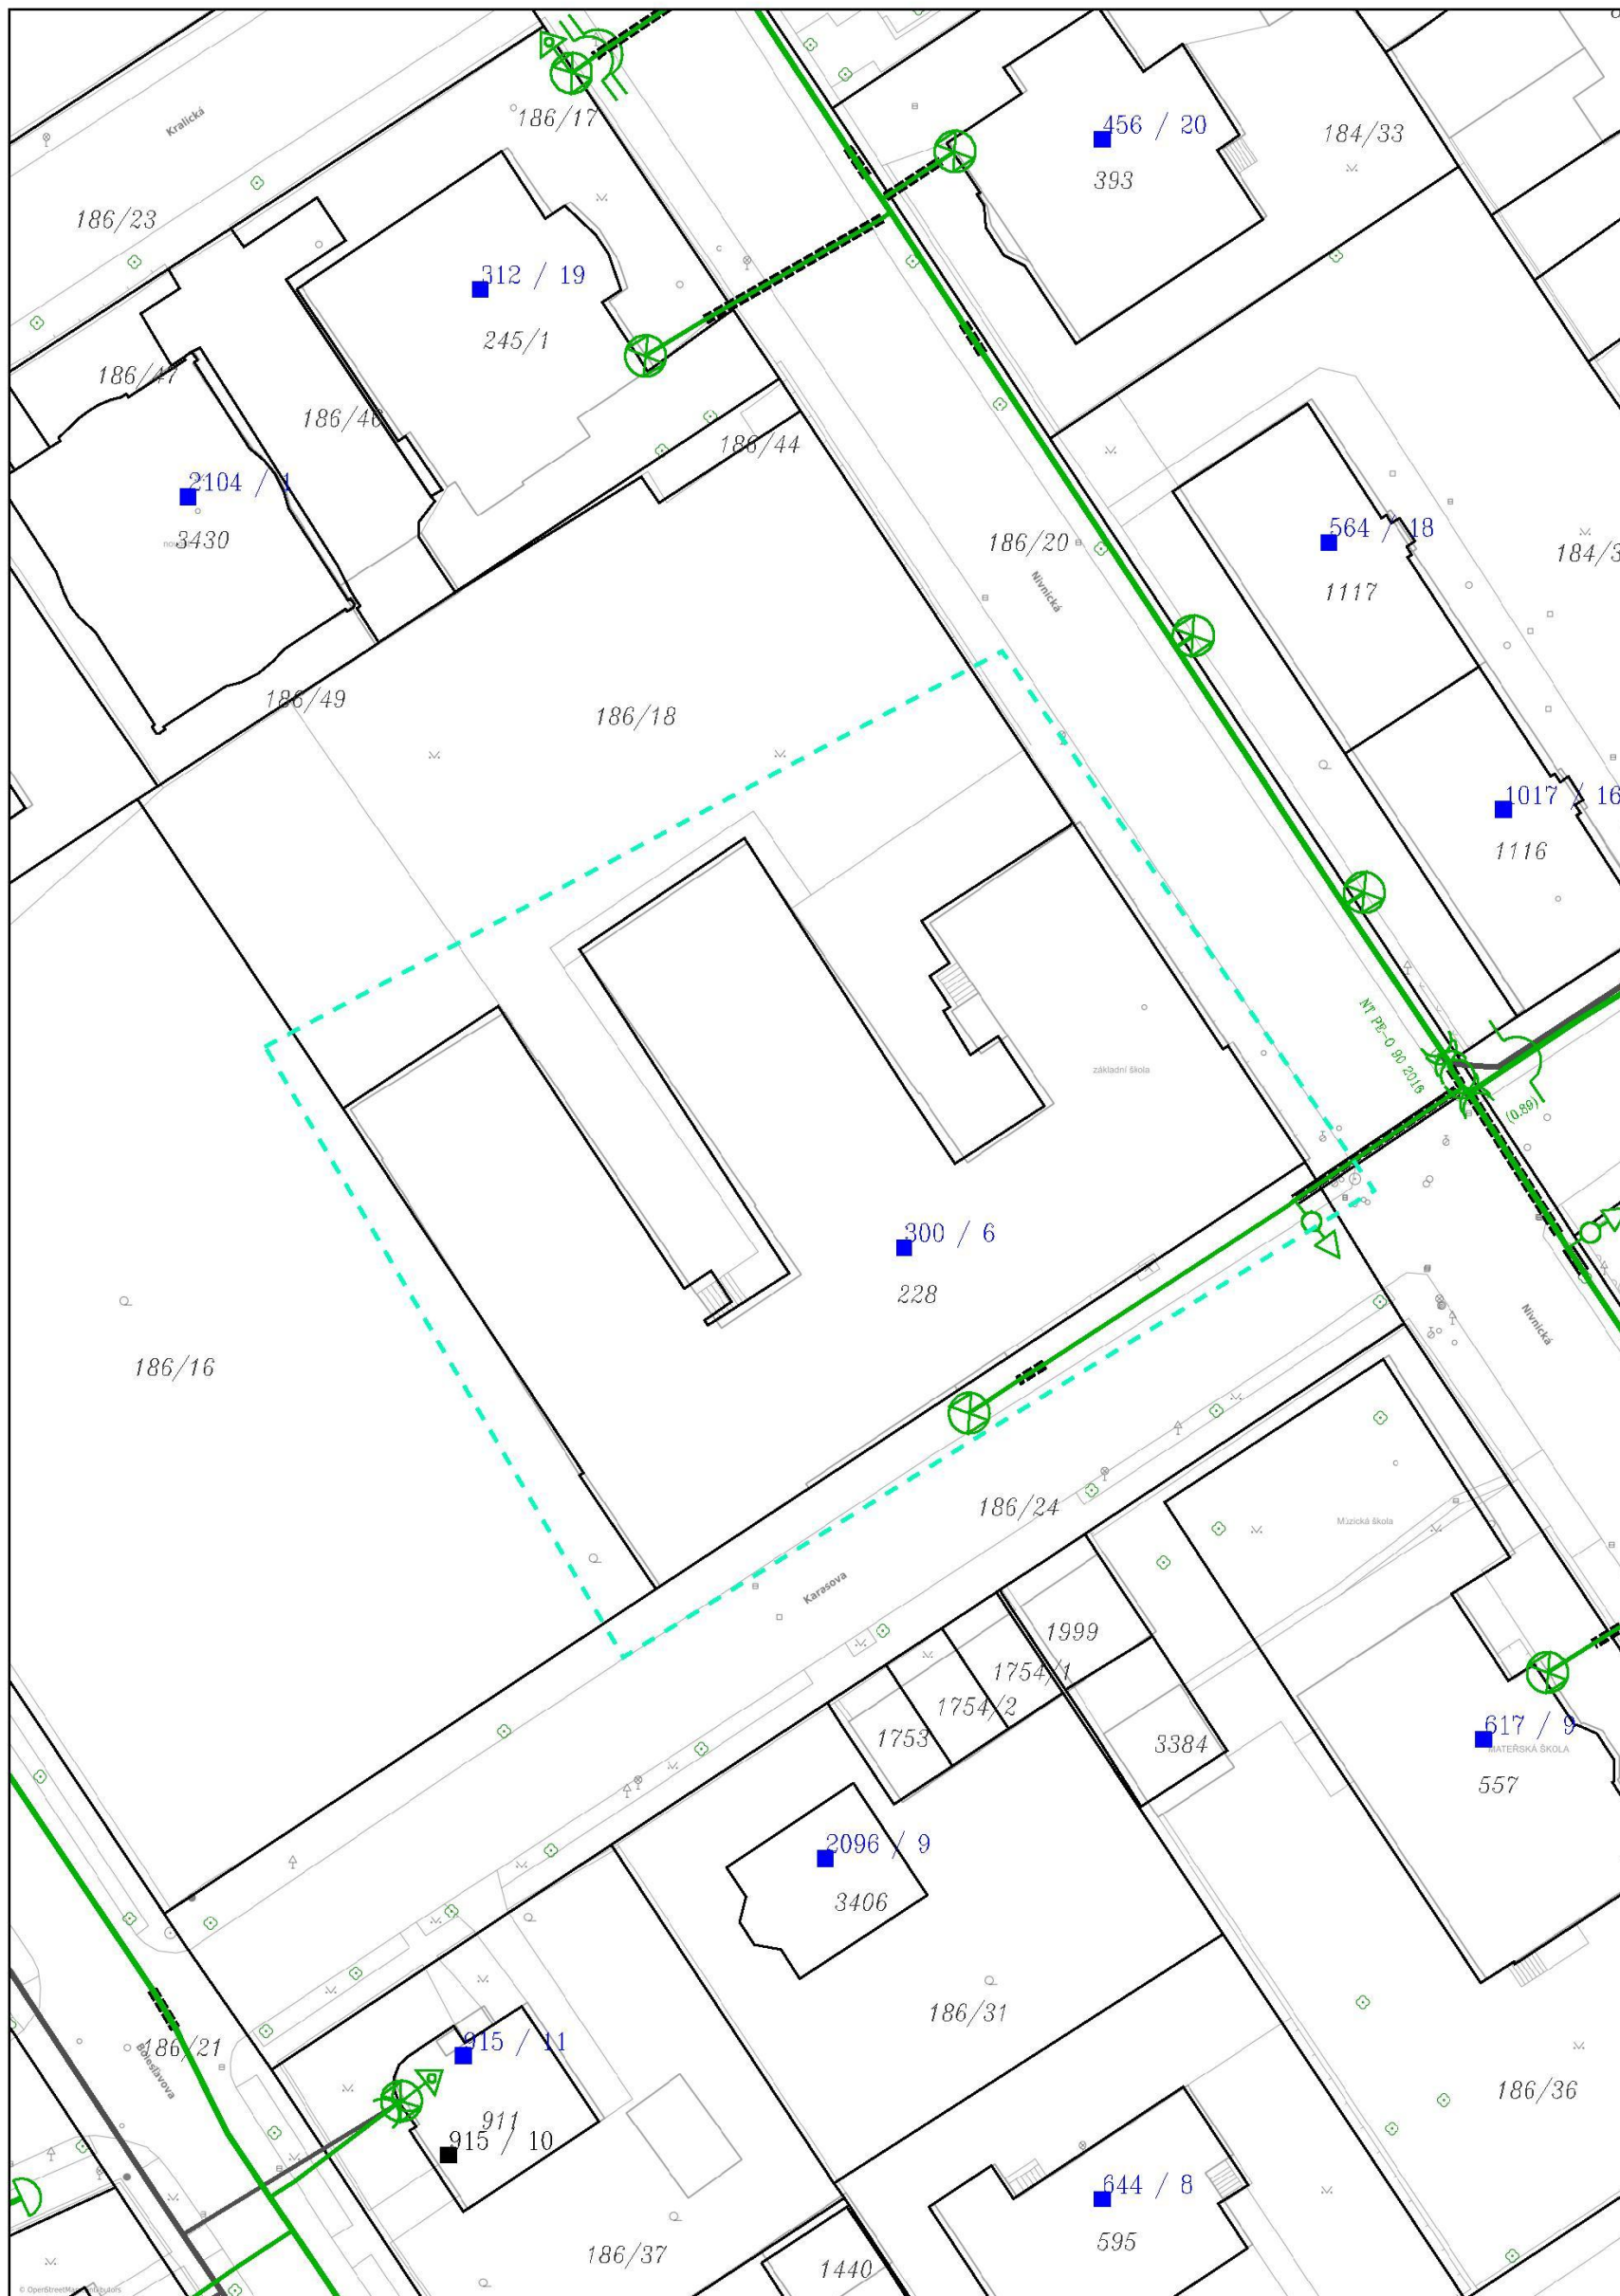 Kralická
186/17
456 / 20
393
184/33
186/23
312 / 19
245/1
186/47
186/44
2104 / 1
3430
564 / 18
1117
186/20
Nivnická
186/49
186/18
1017 / 16
1116
NT PE-O 90 2016
(0.89)
základní škola
300 / 6
228
Nivnická
186/16
186/24
Múzická škola
Karasova
1999
1754/1
1754/2
1753
3384
617 / 9
MATEŘSKÁ ŠKOLA
557
2096 / 9
3406
186/31
186/21
Boleslavova
915 / 11
911
915 / 10
186/36
644 / 8
595
186/37
1440
© OpenStreetMap contributors